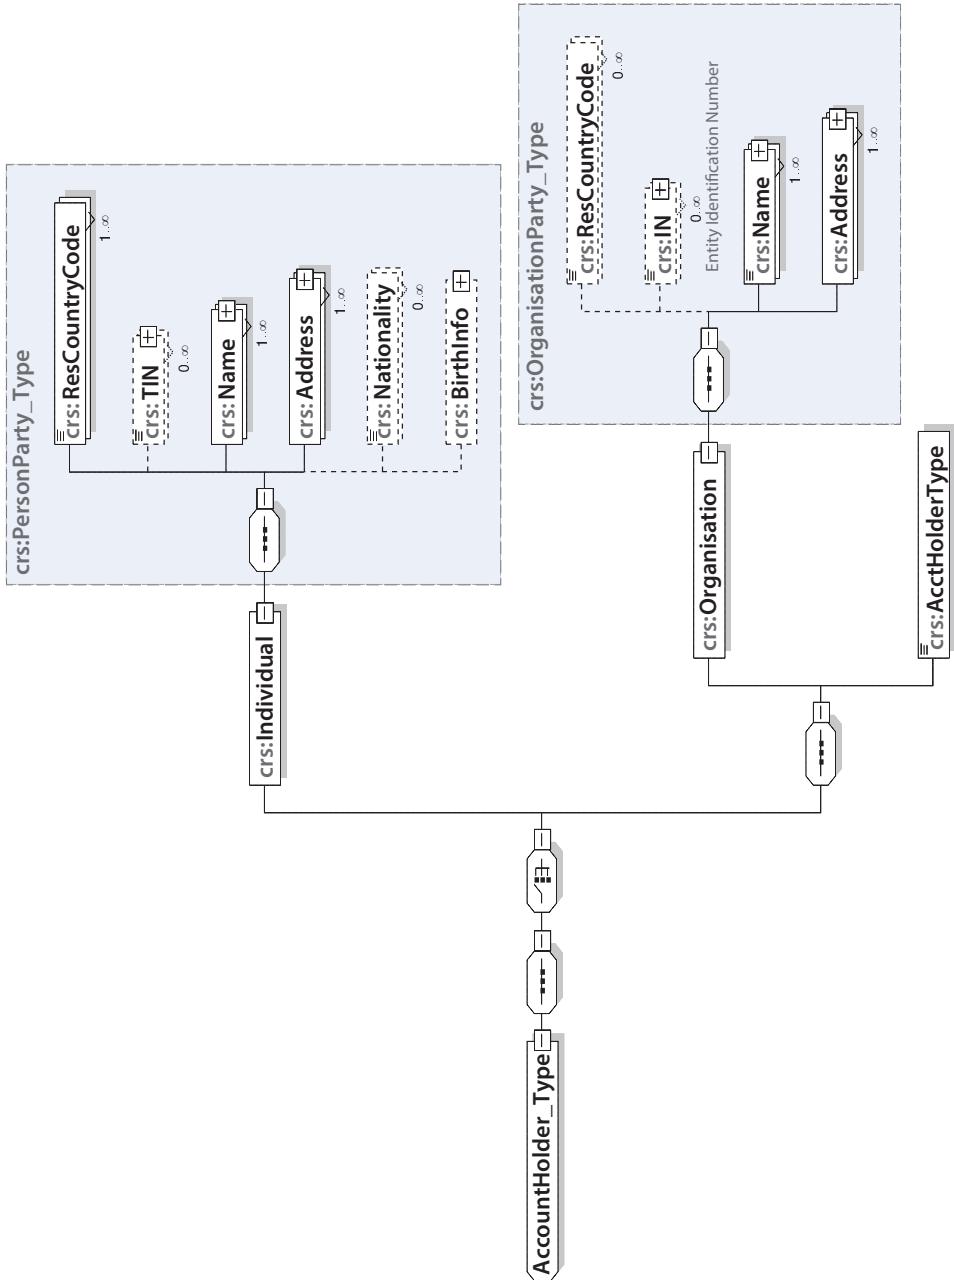 AccountHolder_Type
crs:Individual
crs:PersonParty_Type
crs:ResCountryCode
1..∞
crs:TIN
0..∞
crs:Name
1..∞
crs:Address
1..∞
crs:Nationality
0..∞
crs:BirthInfo
crs:Organisation
crs:OrganisationParty_Type
crs:ResCountryCode
0..∞
crs:IN
0..∞
Entity Identification Number
crs:Name
1..∞
crs:Address
1..∞
crs:AcctHolderType